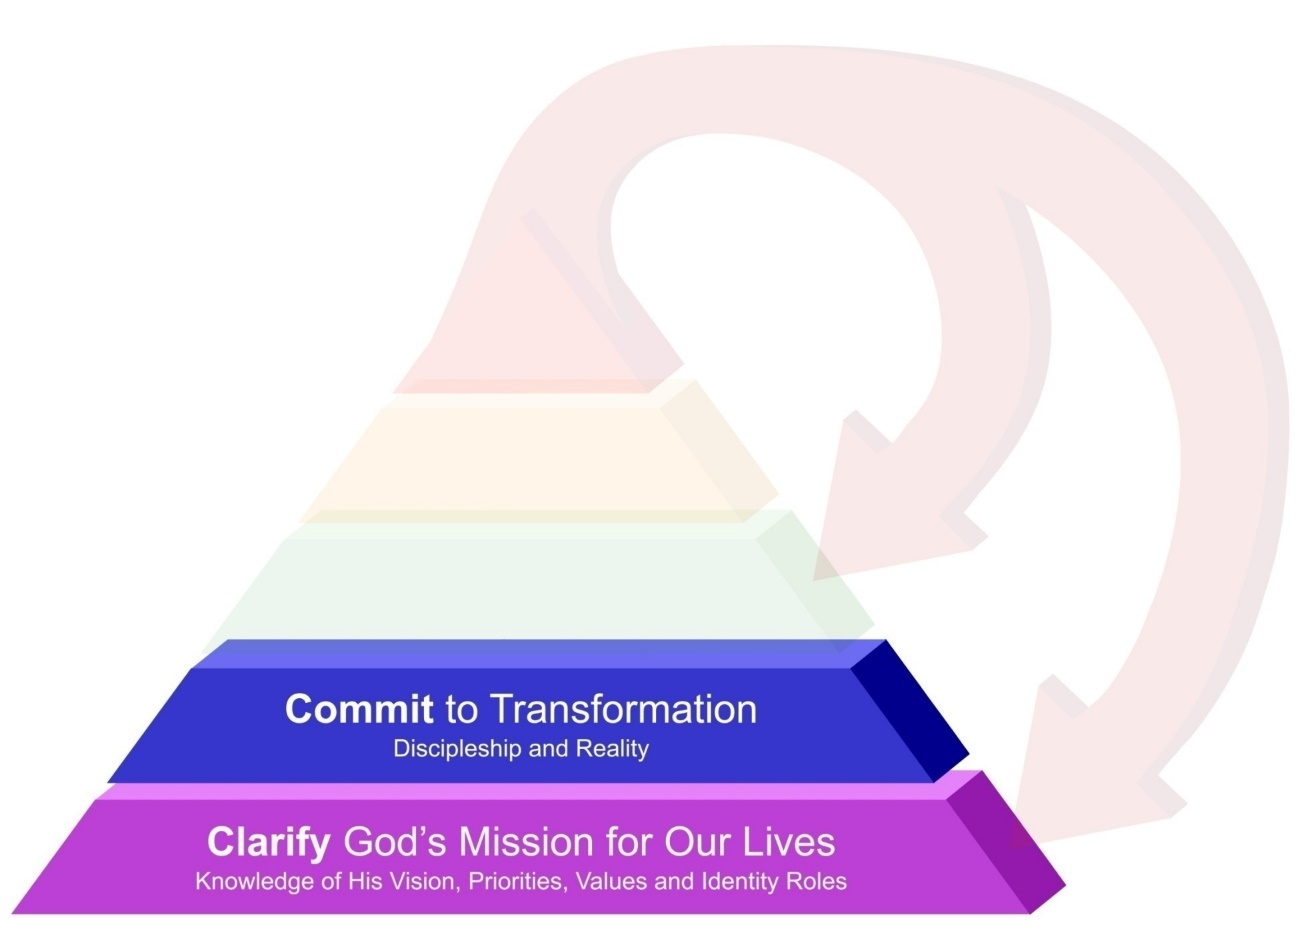 Commit to Transformation
Discipleship and Reality
Clarify God’s Mission for Our Lives
Knowledge of His Vision, Priorities, Values and Identity Roles